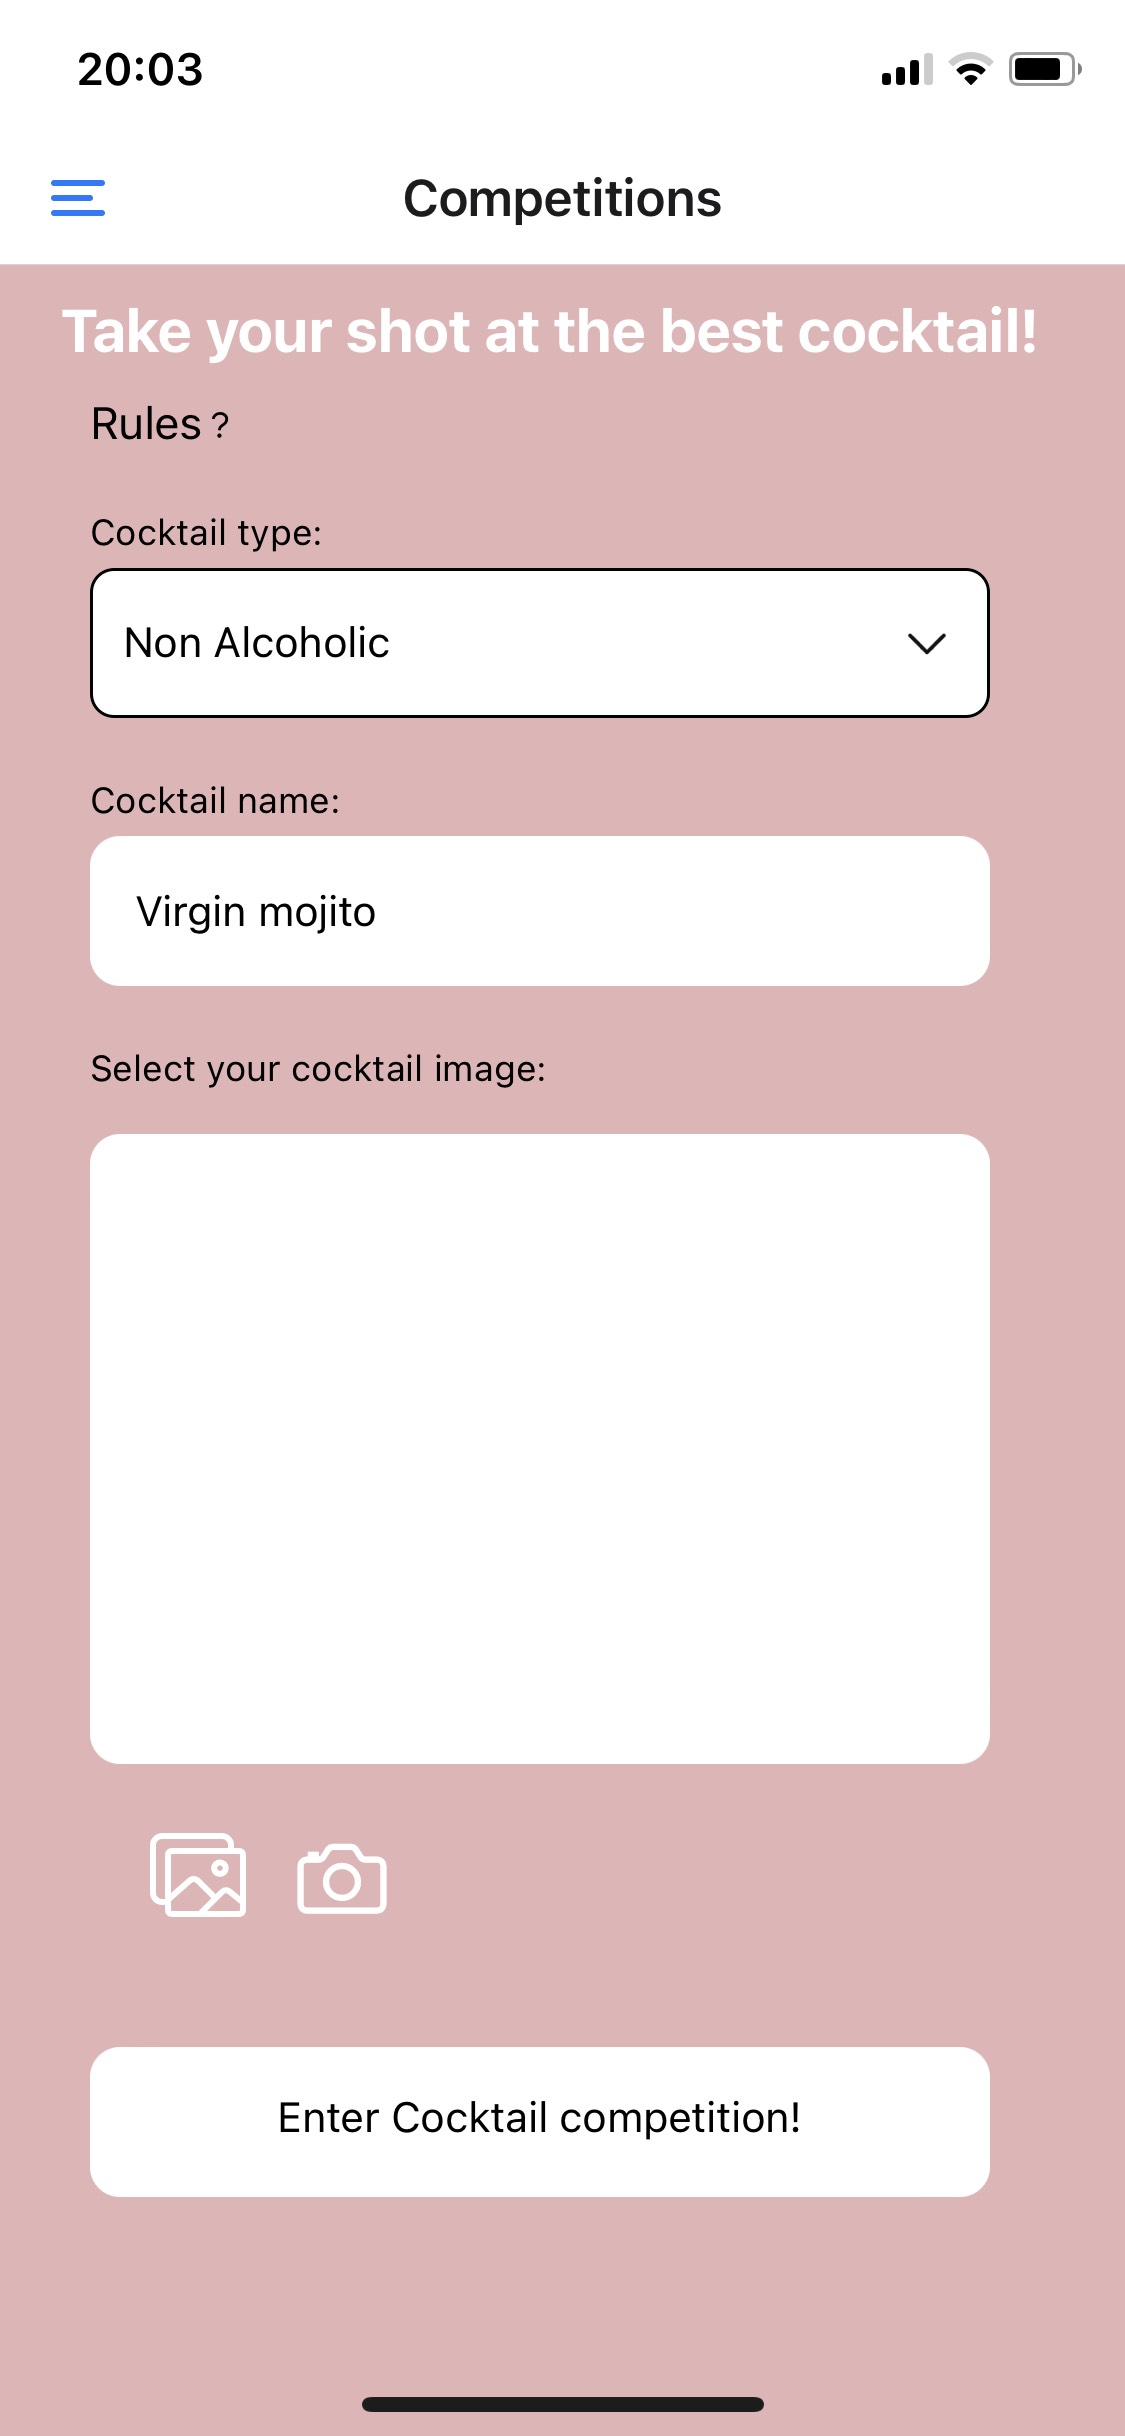 20:03
Competitions
Take your shot at the best cocktail!
Rules ?
Cocktail type:
Non Alcoholic
Cocktail name:
Virgin mojito
Select your cocktail image:
Enter Cocktail competition!